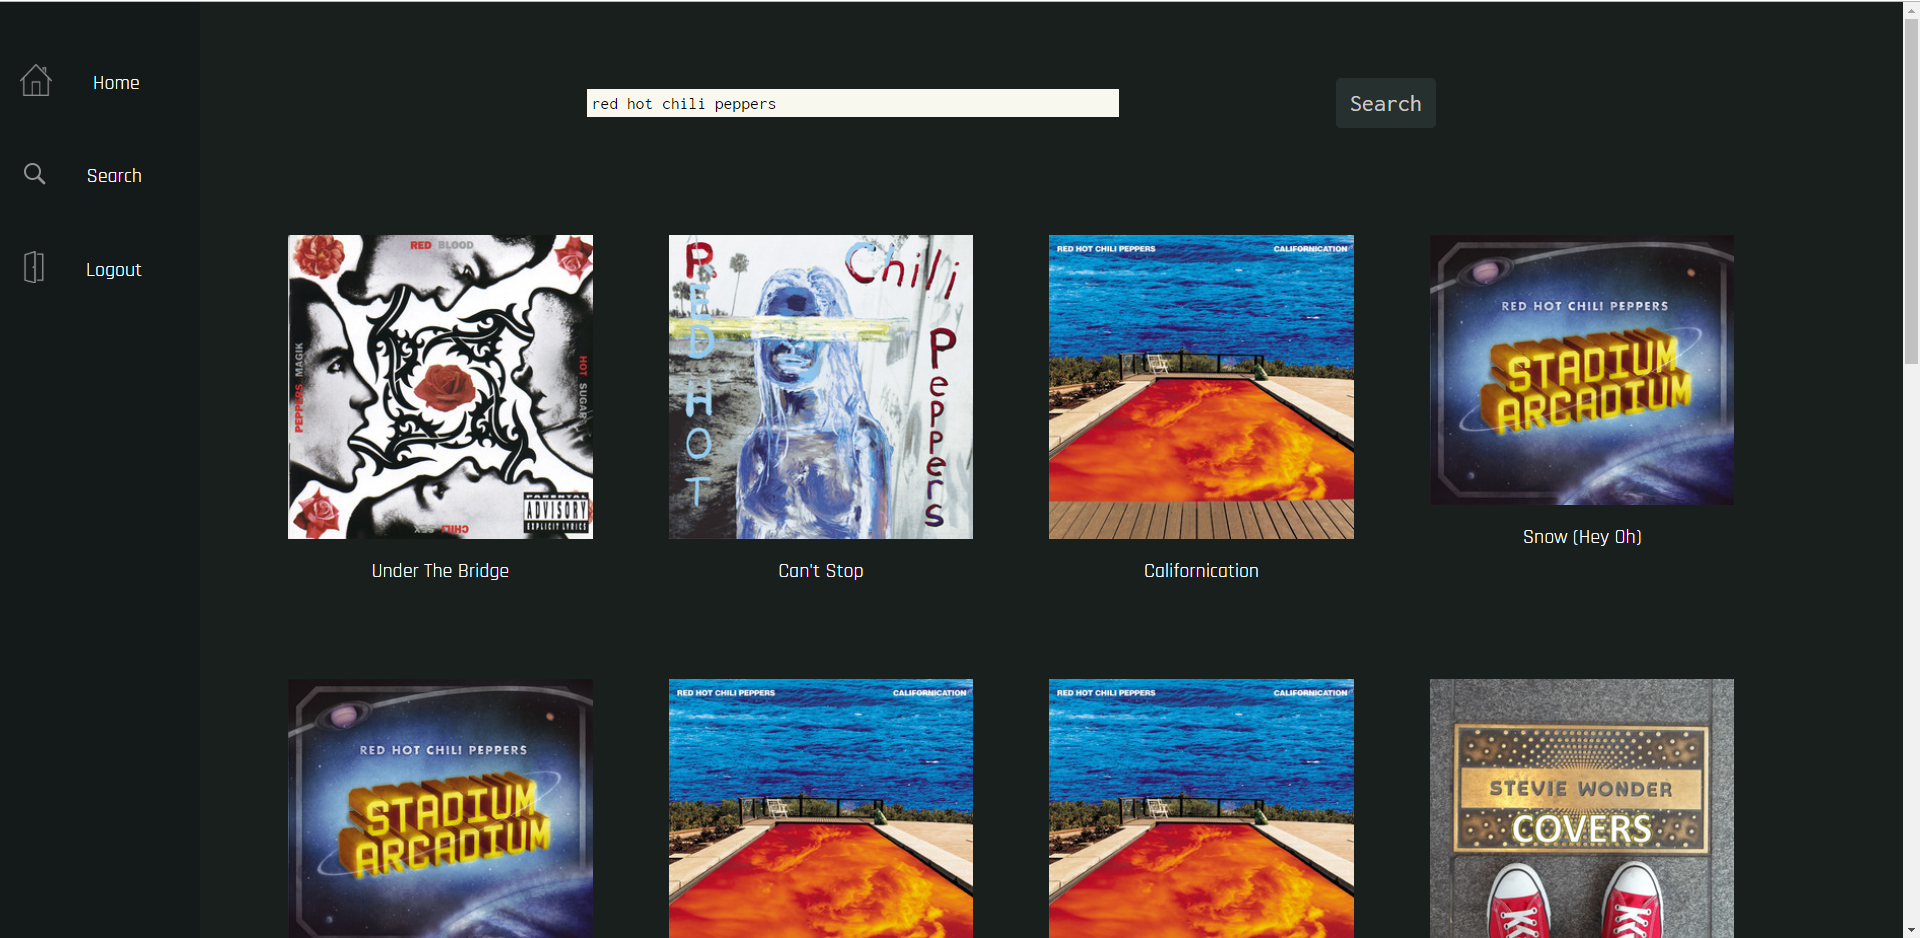 Home
red hot chili peppers
Search
Search
Logout
RED BLOOD
PEPPERS MAGIK
HOT SUGAR
CHILI SEX
PARENTAL
ADVISORY
EXPLICIT LYRICS
Under The Bridge
RED HOT
Chili
Peppers
Can't Stop
RED HOT CHILI PEPPERS
CALIFORNICATION
Californication
RED HOT CHILI PEPPERS
STADIUM
ARCADIUM
Snow (Hey Oh)
RED HOT CHILI PEPPERS
STADIUM
ARCADIUM
RED HOT CHILI PEPPERS
CALIFORNICATION
RED HOT CHILI PEPPERS
CALIFORNICATION
STEVIE WONDER
COVERS